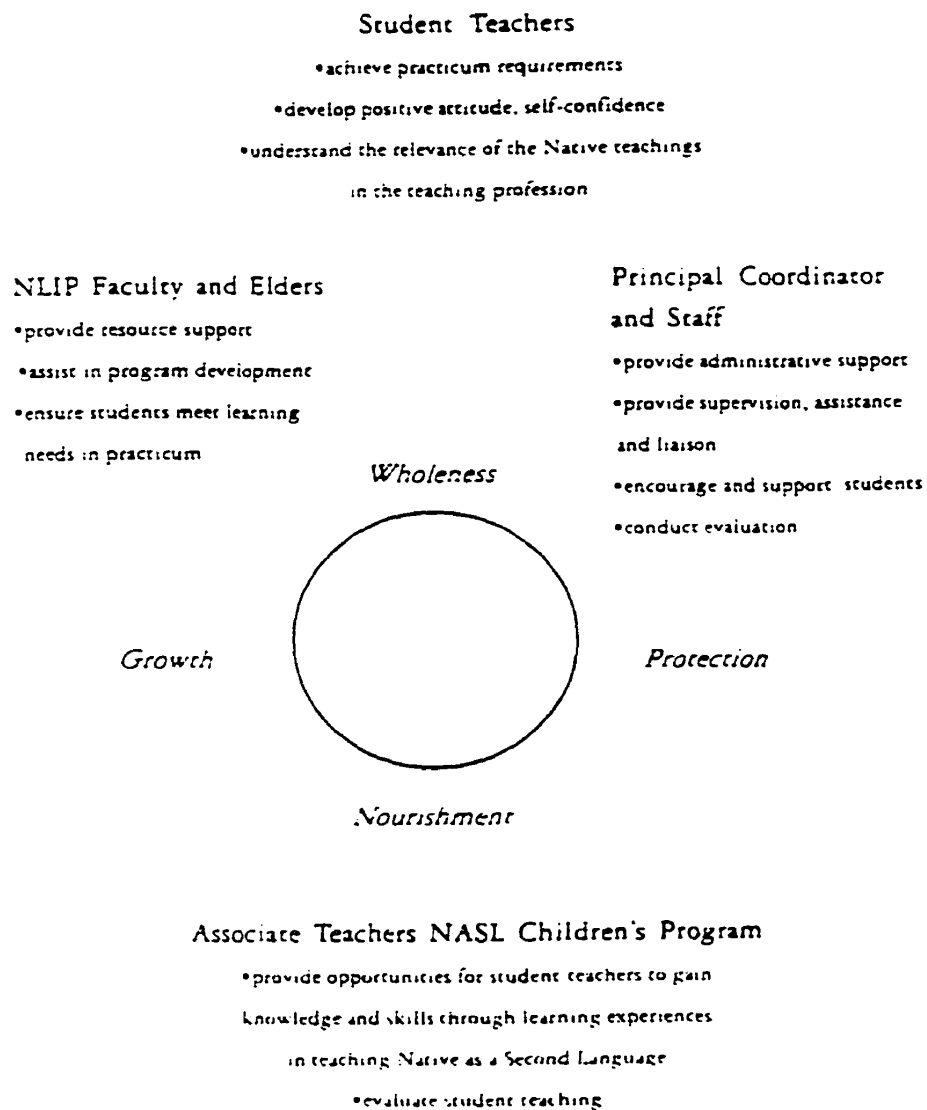 Student Teachers
•achieve practicum requirements
•develop positive attitude, self-confidence
•understand the relevance of the Native teachings
in the teaching profession
NLIP Faculty and Elders
•provide resource support
•assist in program development
•ensure students meet learning
needs in practicum
Principal Coordinator
and Staff
•provide administrative support
•provide supervision, assistance
and liaison
•encourage and support students
•conduct evaluation
Wholeness
Growth
Protection
Nourishment
Associate Teachers NASL Children's Program
•provide opportunities for student teachers to gain
knowledge and skills through learning experiences
in teaching Native as a Second Language
•evaluate student teaching